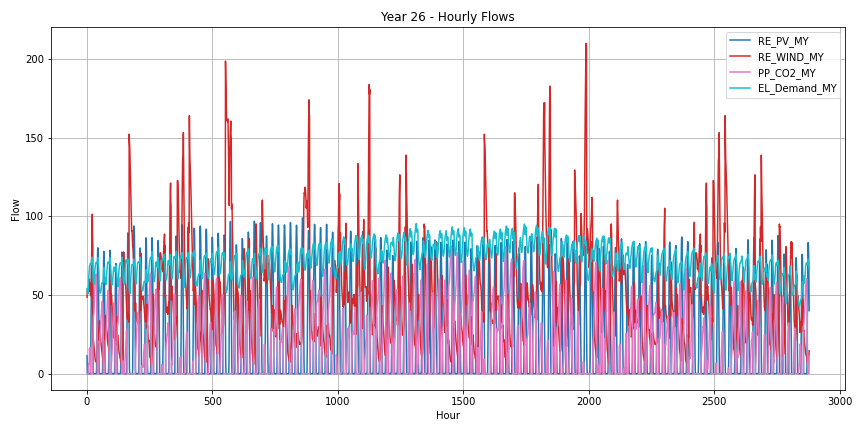 Year 26 - Hourly Flows
RE_PV_MY
RE_WIND_MY
PP_CO2_MY
EL_Demand_MY
Flow
200
150
100
50
0
0 500 1000 1500 2000 2500 3000
Hour